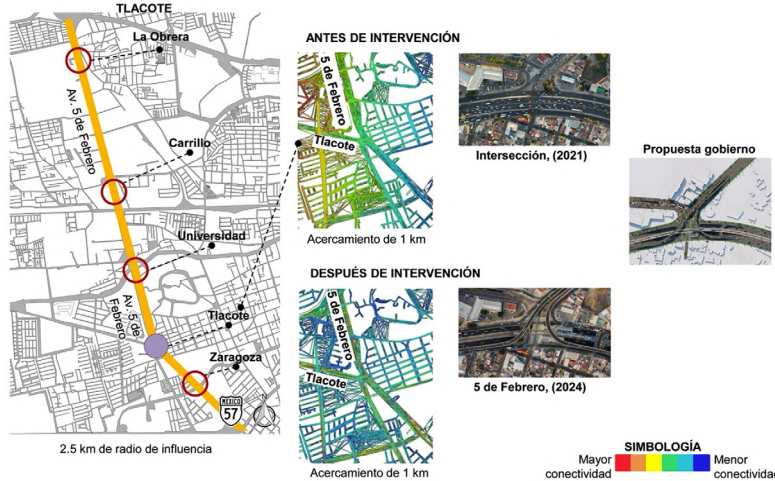 TLACOTE
La Obrera
Av. 5 de Febrero
Carrillo
Universidad
Av. 5 de
Febrero
Tlacote
Zaragoza
MEXICO
57
2.5 km de radio de influencia
ANTES DE INTERVENCIÓN
5 de Febrero
Tlacote
Acercamiento de 1 km
Intersección, (2021)
DESPUÉS DE INTERVENCIÓN
5 de Febrero
Tlacote
Acercamiento de 1 km
5 de Febrero, (2024)
Propuesta gobierno
SIMBOLOGÍA
Mayor
conectividad
Menor
conectividad